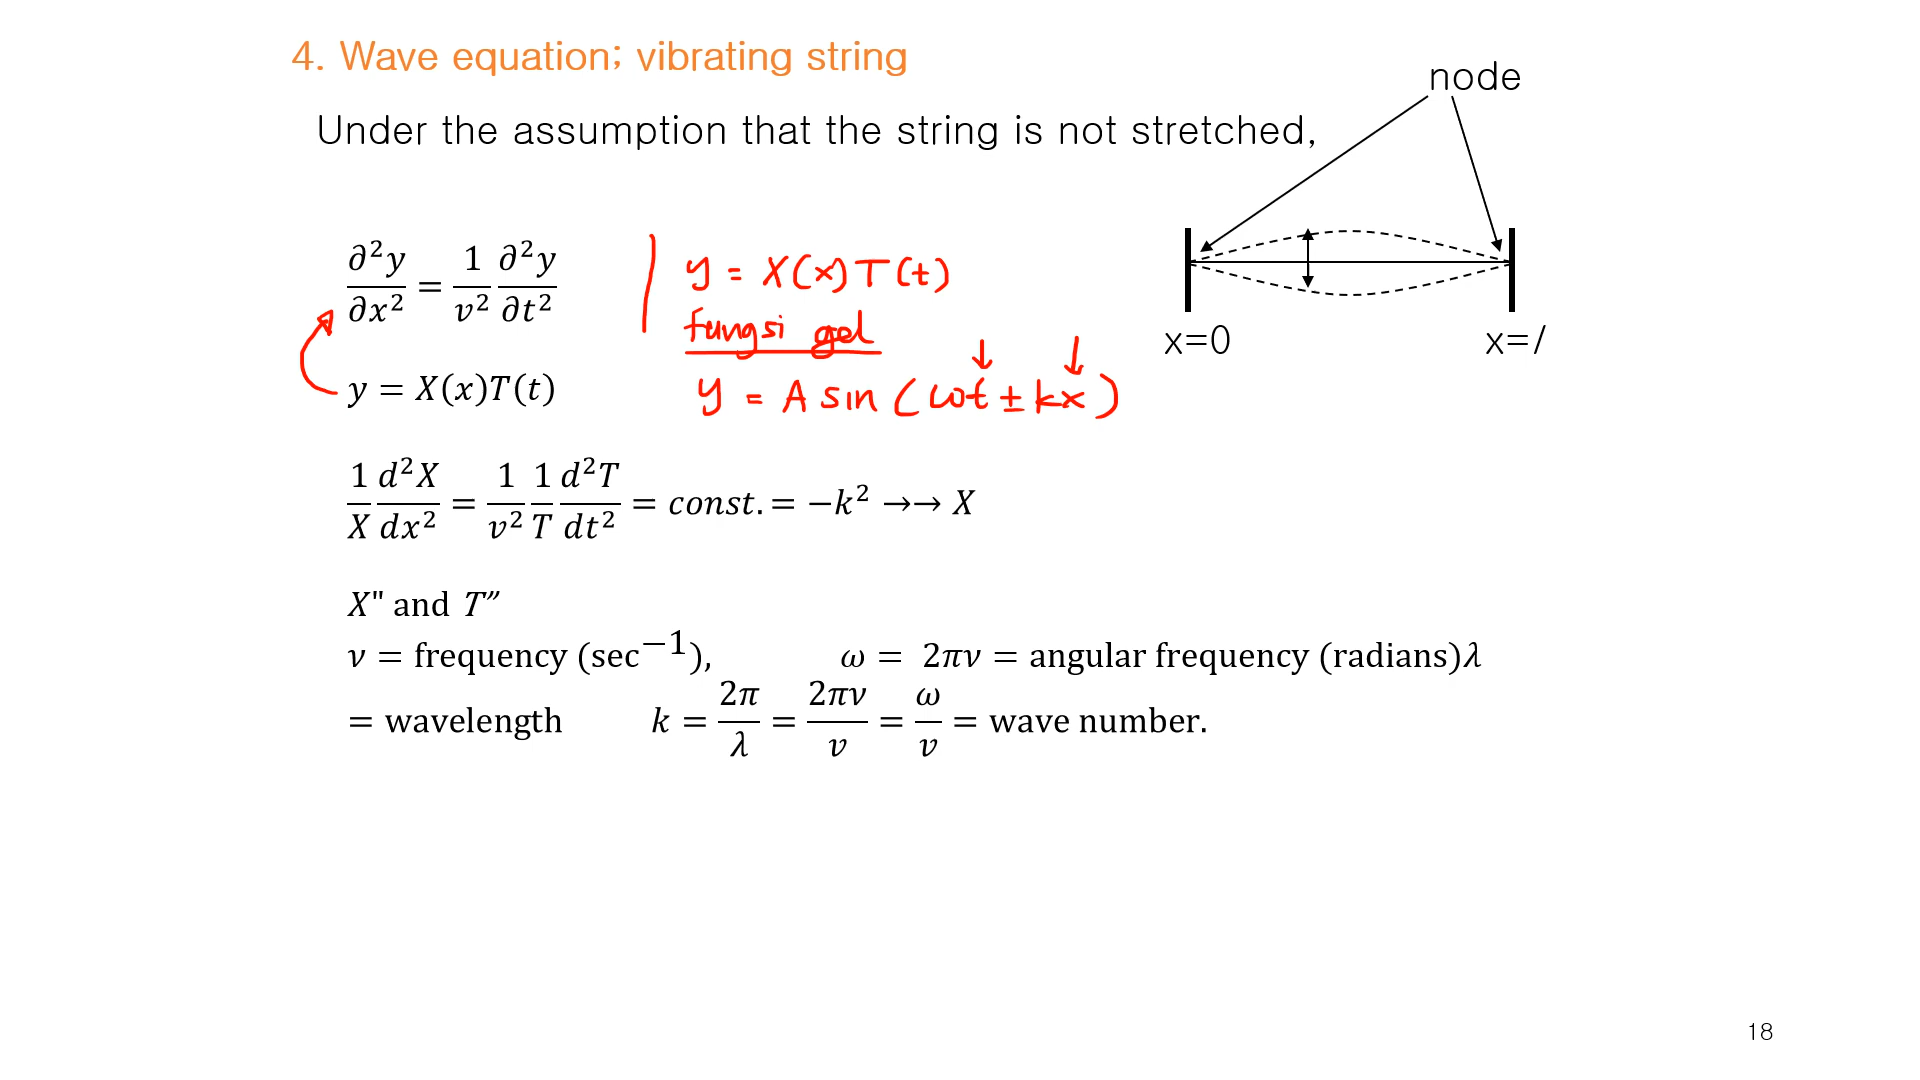 4. Wave equation; vibrating string
node
Under the assumption that the string is not stretched,
∂²y/∂x² = 1/v² ∂²y/∂t²
y = X(x)T(t)
fungsi gel
x=0
x=l
y = X(x)T(t)
y = A sin (ωt ± kx)
1/X d²X/dx² = 1/v² 1/T d²T/dt² = const. = −k² →→ X
X" and T″
ν = frequency (sec⁻¹), ω = 2πν = angular frequency (radians)λ
= wavelength k = 2π/λ = 2πν/v = ω/v = wave number.
18